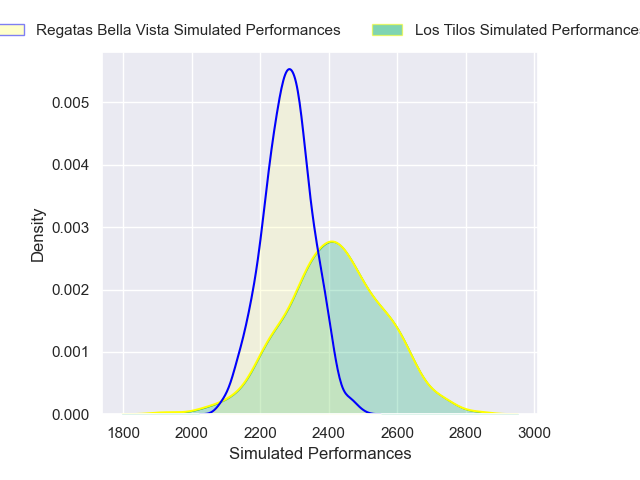 Regatas Bella Vista Simulated Performances
Los Tilos Simulated Performances
0.005
0.004
0.003
0.002
0.001
0.000
Density
1800 2000 2200 2400 2600 2800 3000
Simulated Performances